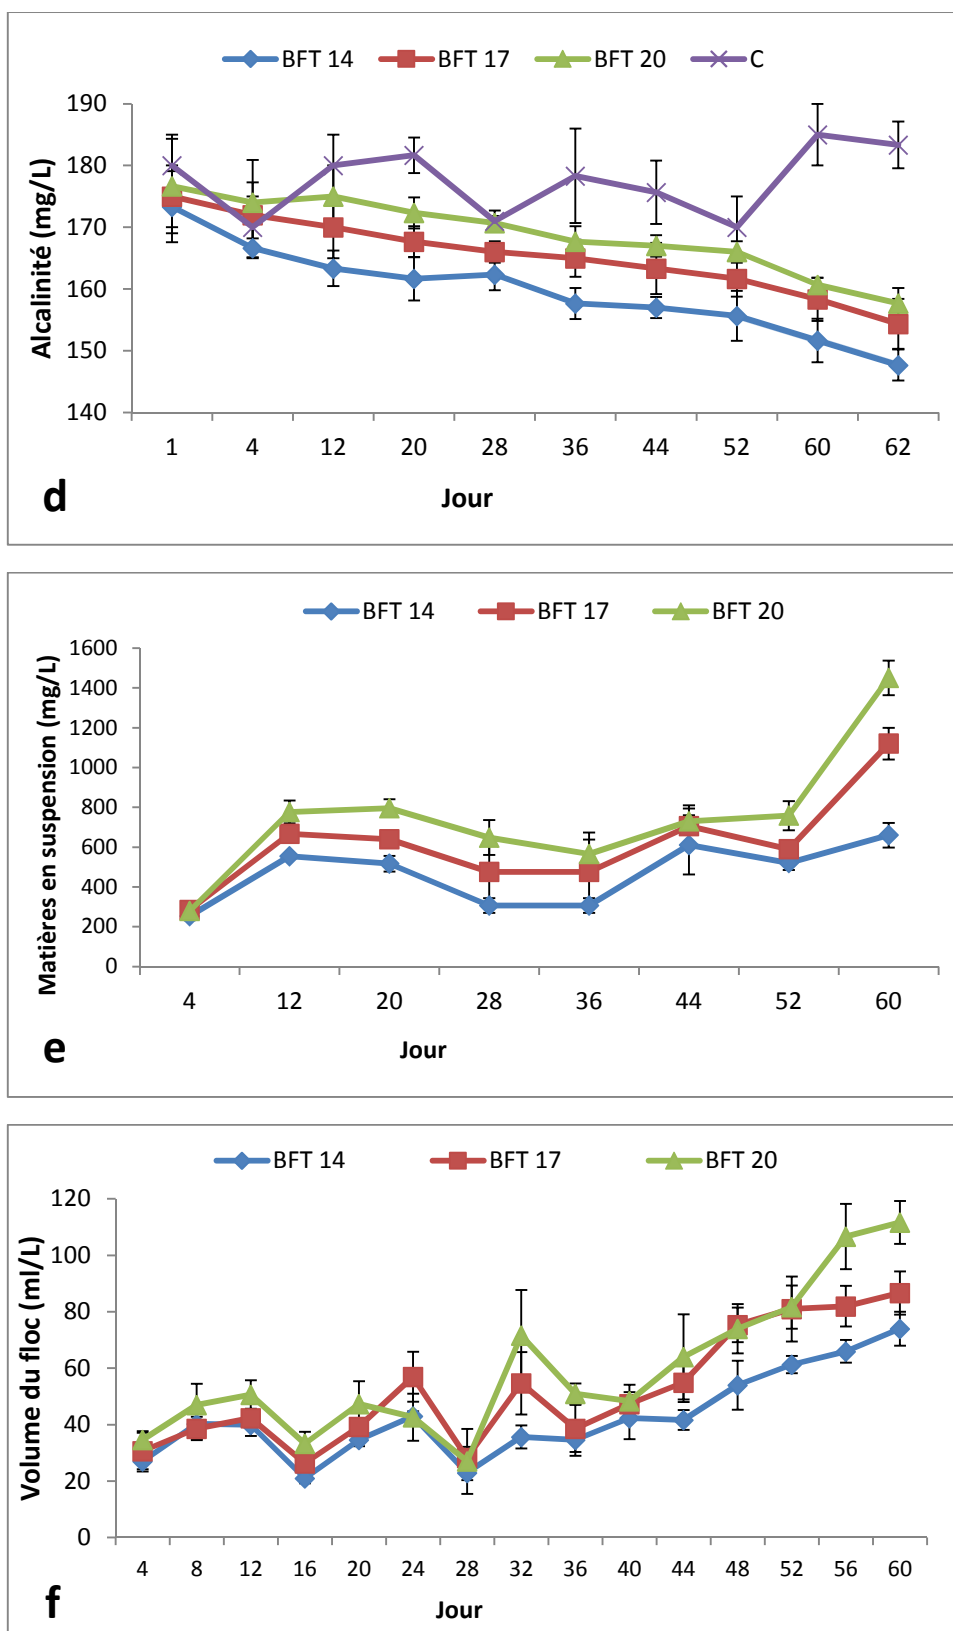 BFT 14 BFT 17 BFT 20 C
190
180
170
160
150
140
Alcalinité (mg/L)
1 4 12 20 28 36 44 52 60 62
Jour
d
BFT 14 BFT 17 BFT 20
1600
1400
1200
1000
800
600
400
200
0
Matières en suspension (mg/L)
4 12 20 28 36 44 52 60
Jour
e
BFT 14 BFT 17 BFT 20
120
100
80
60
40
20
0
Volume du floc (ml/L)
4 8 12 16 20 24 28 32 36 40 44 48 52 56 60
Jour
f